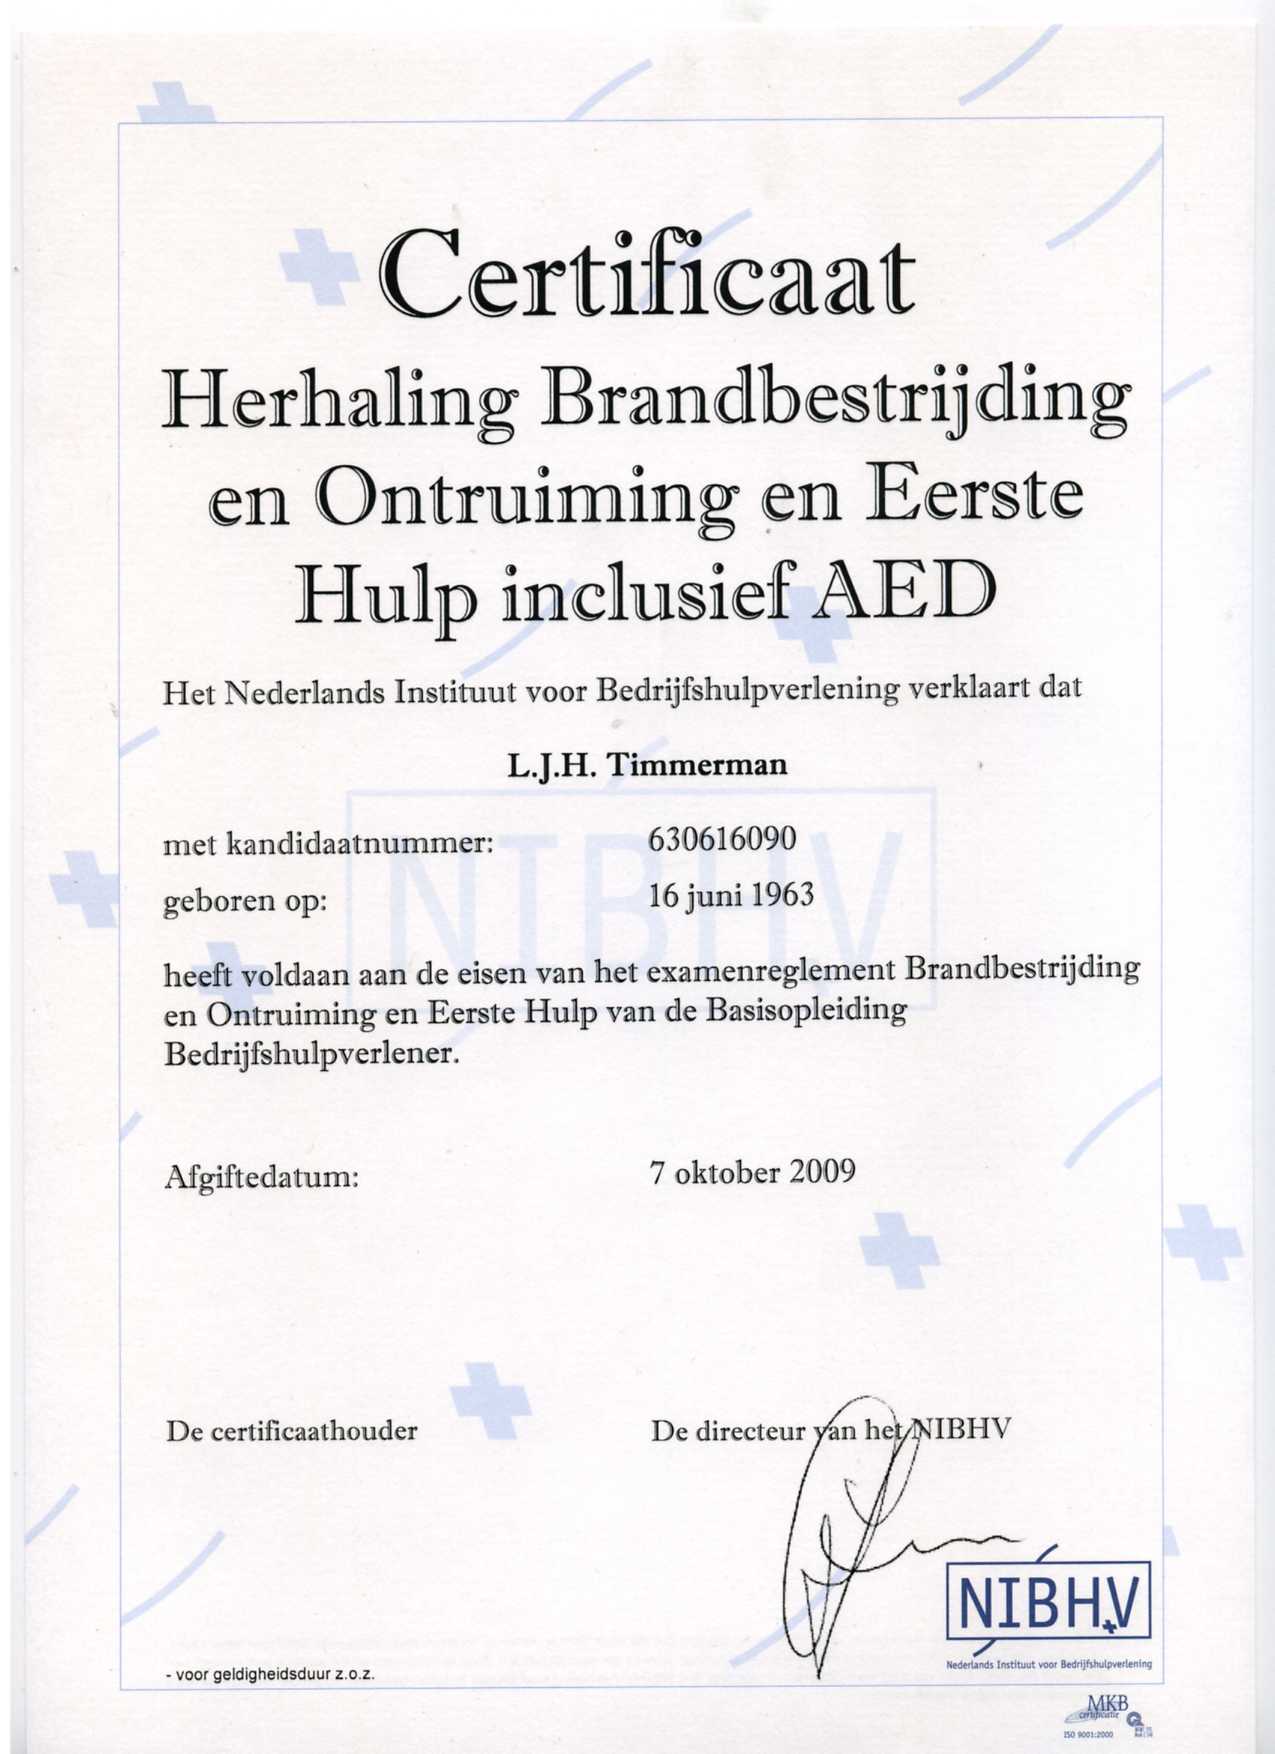 Certificaat
Herhaling Brandbestrijding
en Ontruiming en Eerste
Hulp inclusief AED
Het Nederlands Instituut voor Bedrijfshulpverlening verklaart dat
L.J.H. Timmerman
met kandidaatnummer: 630616090
geboren op: 16 juni 1963
heeft voldaan aan de eisen van het examenreglement Brandbestrijding
en Ontruiming en Eerste Hulp van de Basisopleiding
Bedrijfshulpverlener.
Afgiftedatum: 7 oktober 2009
De certificaathouder De directeur van het NIBHV
NIBHV
Nederlands Instituut voor Bedrijfshulpverlening
- voor geldigheidsduur z.o.z.
MKB
certificatie
ISO 9001:2000
NIBHV